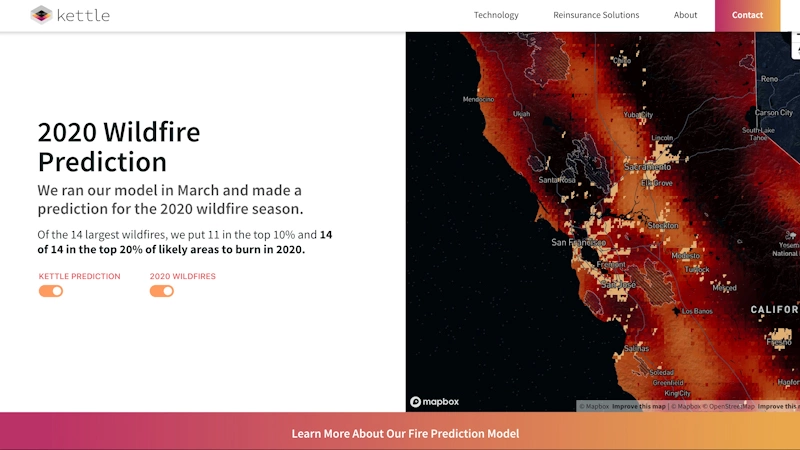 kettle
Technology
Reinsurance Solutions
About
Contact
2020 Wildfire
Prediction
We ran our model in March and made a
prediction for the 2020 wildfire season.
Of the 14 largest wildfires, we put 11 in the top 10% and 14
of 14 in the top 20% of likely areas to burn in 2020.
KETTLE PREDICTION
2020 WILDFIRES
Chico
Reno
Mendocino
Ukiah
Yuba City
Carson City
Lincoln
South Lake
Tahoe
Santa Rosa
Sacramento
Elk Grove
Stockton
San Francisco
Modesto
Fremont
Turlock
San Jose
Merced
Los Banos
CALIFOR
Fresno
Salinas
Soledad
Greenfield
King City
Hanfor
mapbox
© Mapbox Improve this map | © Mapbox © OpenStreetMap Improve this
Learn More About Our Fire Prediction Model